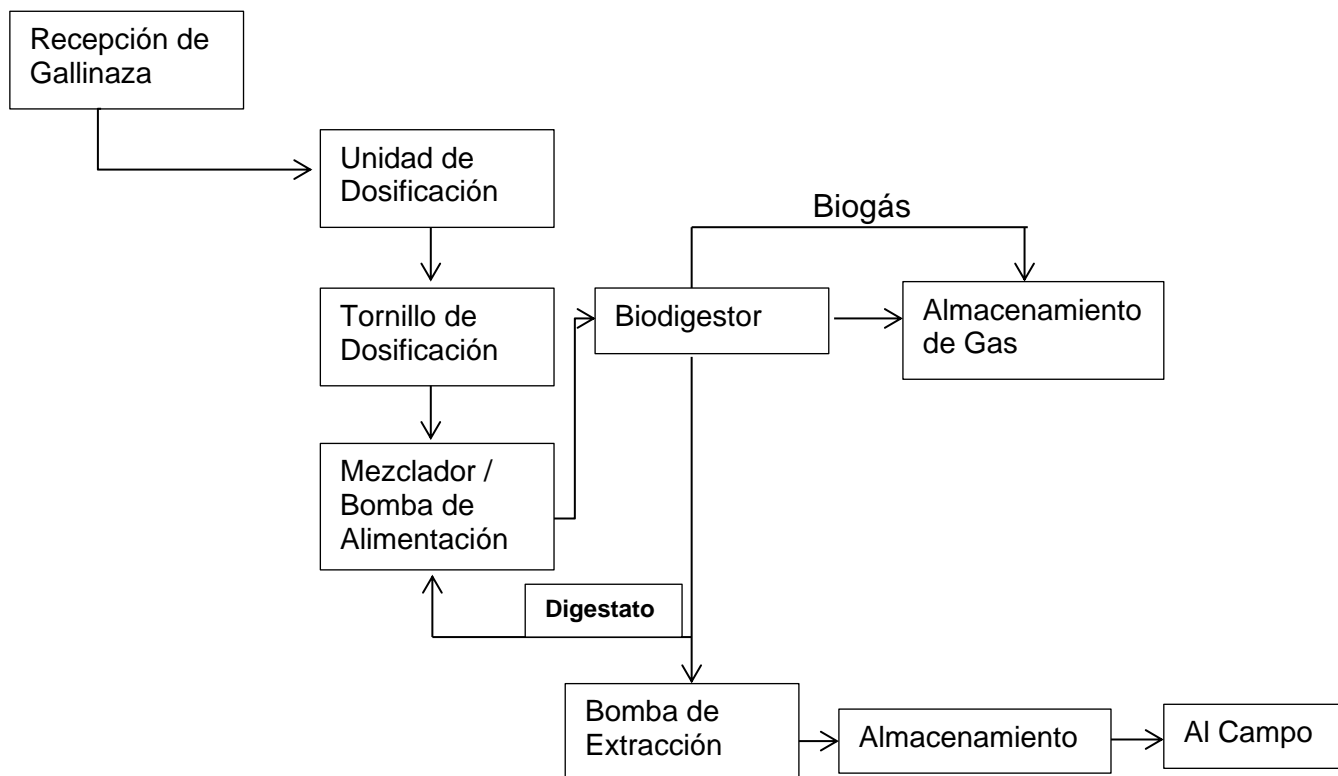 Recepción de
Gallinaza
Unidad de
Dosificación
Biogás
Tornillo de
Dosificación
Biodigestor
Almacenamiento
de Gas
Mezclador /
Bomba de
Alimentación
Digestato
Bomba de
Extracción
Almacenamiento
Al Campo